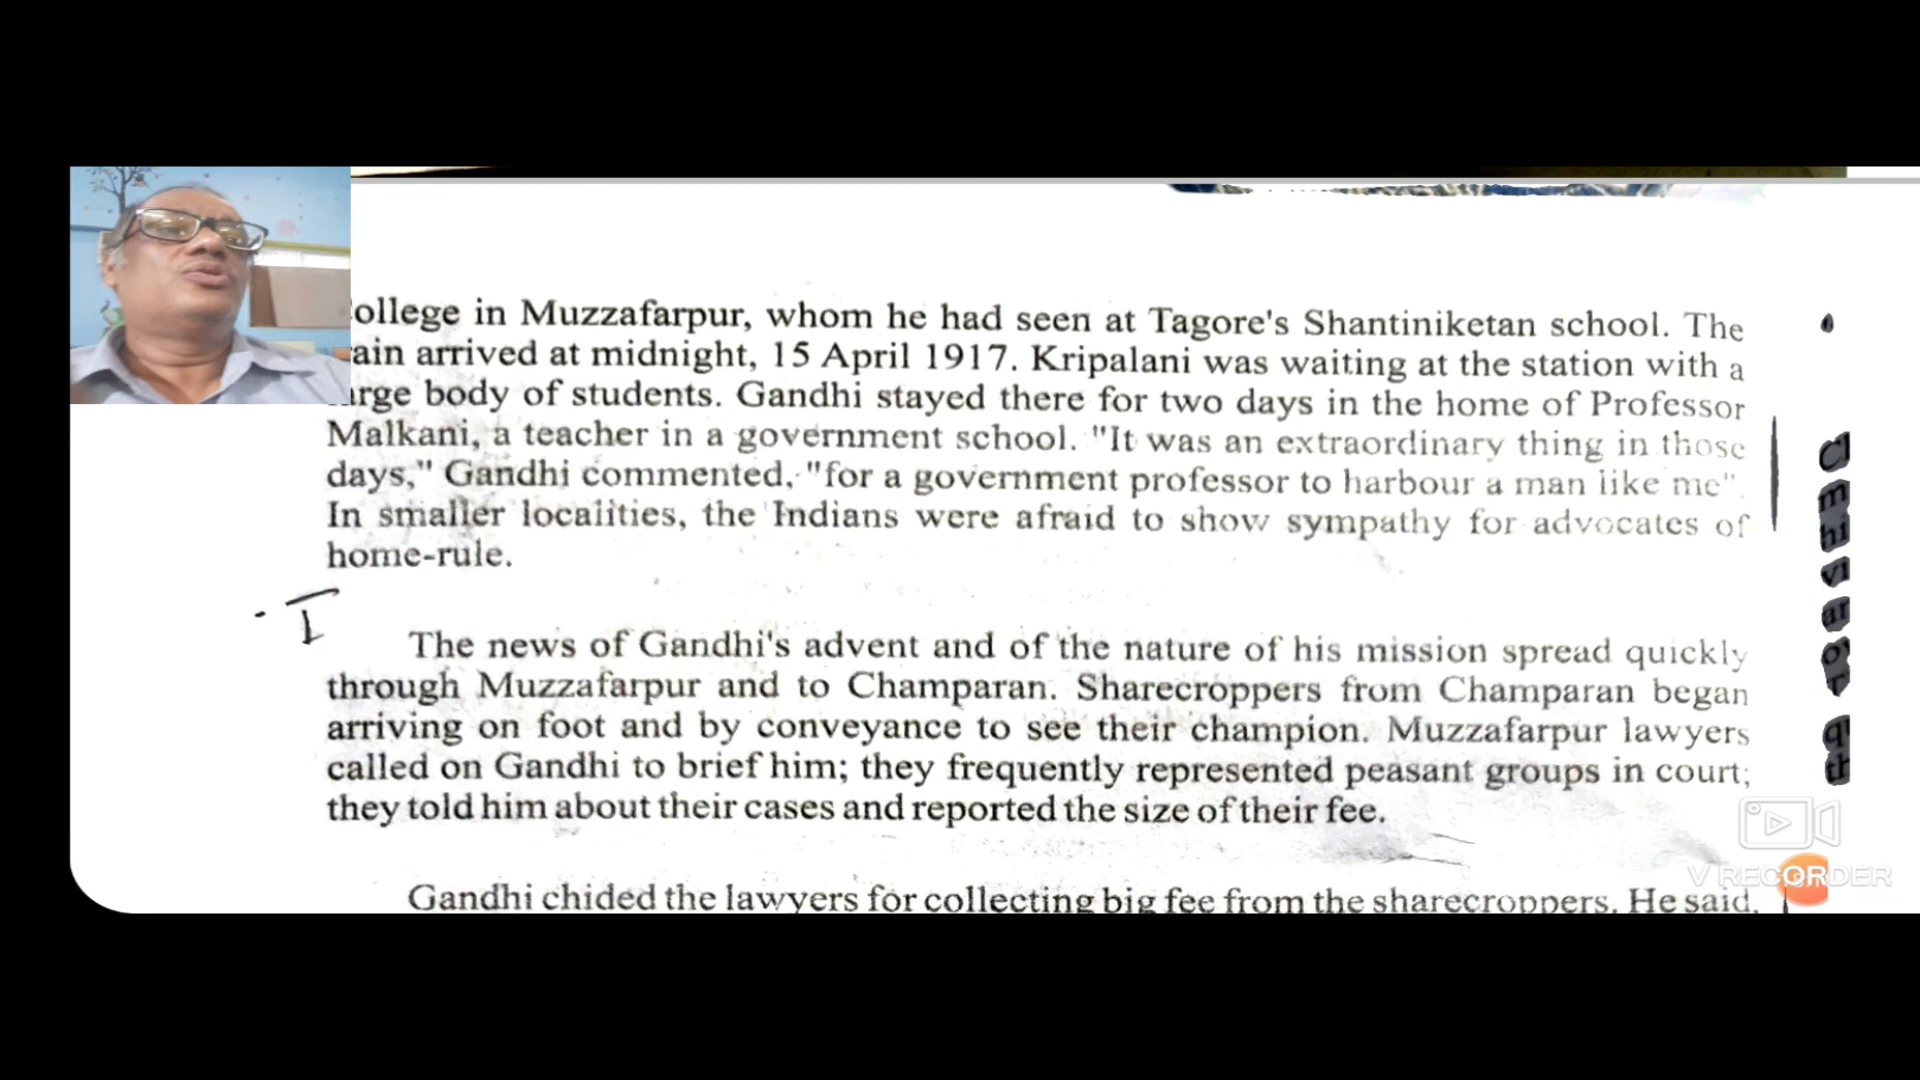 ollege in Muzzafarpur, whom he had seen at Tagore's Shantiniketan school. The
ain arrived at midnight, 15 April 1917. Kripalani was waiting at the station with a
arge body of students. Gandhi stayed there for two days in the home of Professor
Malkani, a teacher in a government school. "It was an extraordinary thing in those
days," Gandhi commented, "for a government professor to harbour a man like me".
In smaller localities, the Indians were afraid to show sympathy for advocates of
home-rule.
I
The news of Gandhi's advent and of the nature of his mission spread quickly
through Muzzafarpur and to Champaran. Sharecroppers from Champaran began
arriving on foot and by conveyance to see their champion. Muzzafarpur lawyers
called on Gandhi to brief him; they frequently represented peasant groups in court;
they told him about their cases and reported the size of their fee.
Gandhi chided the lawyers for collecting big fee from the sharecroppers. He said,
V RECORDER